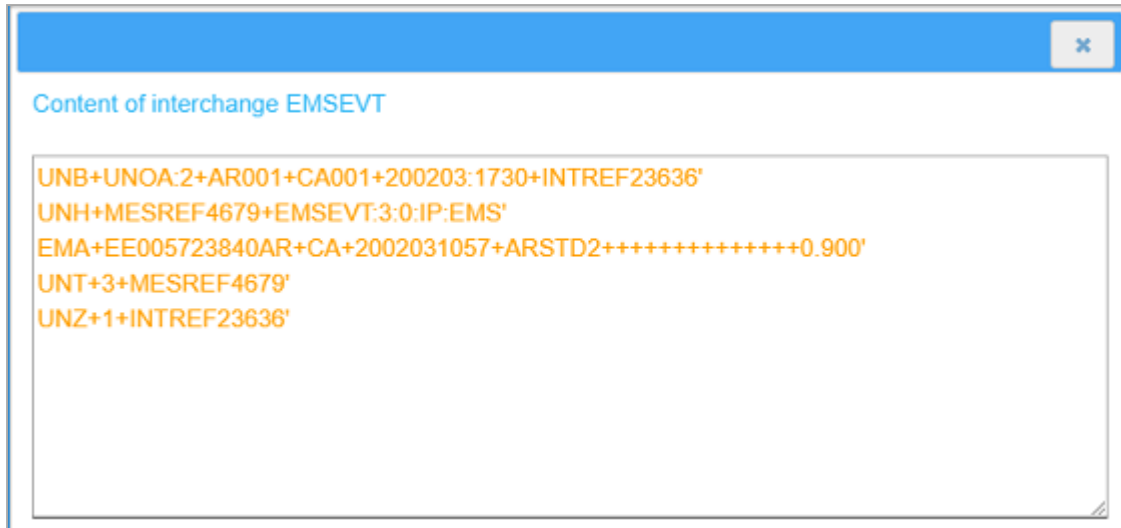 Content of interchange EMSEVT
UNB+UNOA:2+AR001+CA001+200203:1730+INTREF23636'
UNH+MESREF4679+EMSEVT:3:0:IP:EMS'
EMA+EE005723840AR+CA+2002031057+ARSTD2++++++++++++++0.900'
UNT+3+MESREF4679'
UNZ+1+INTREF23636'